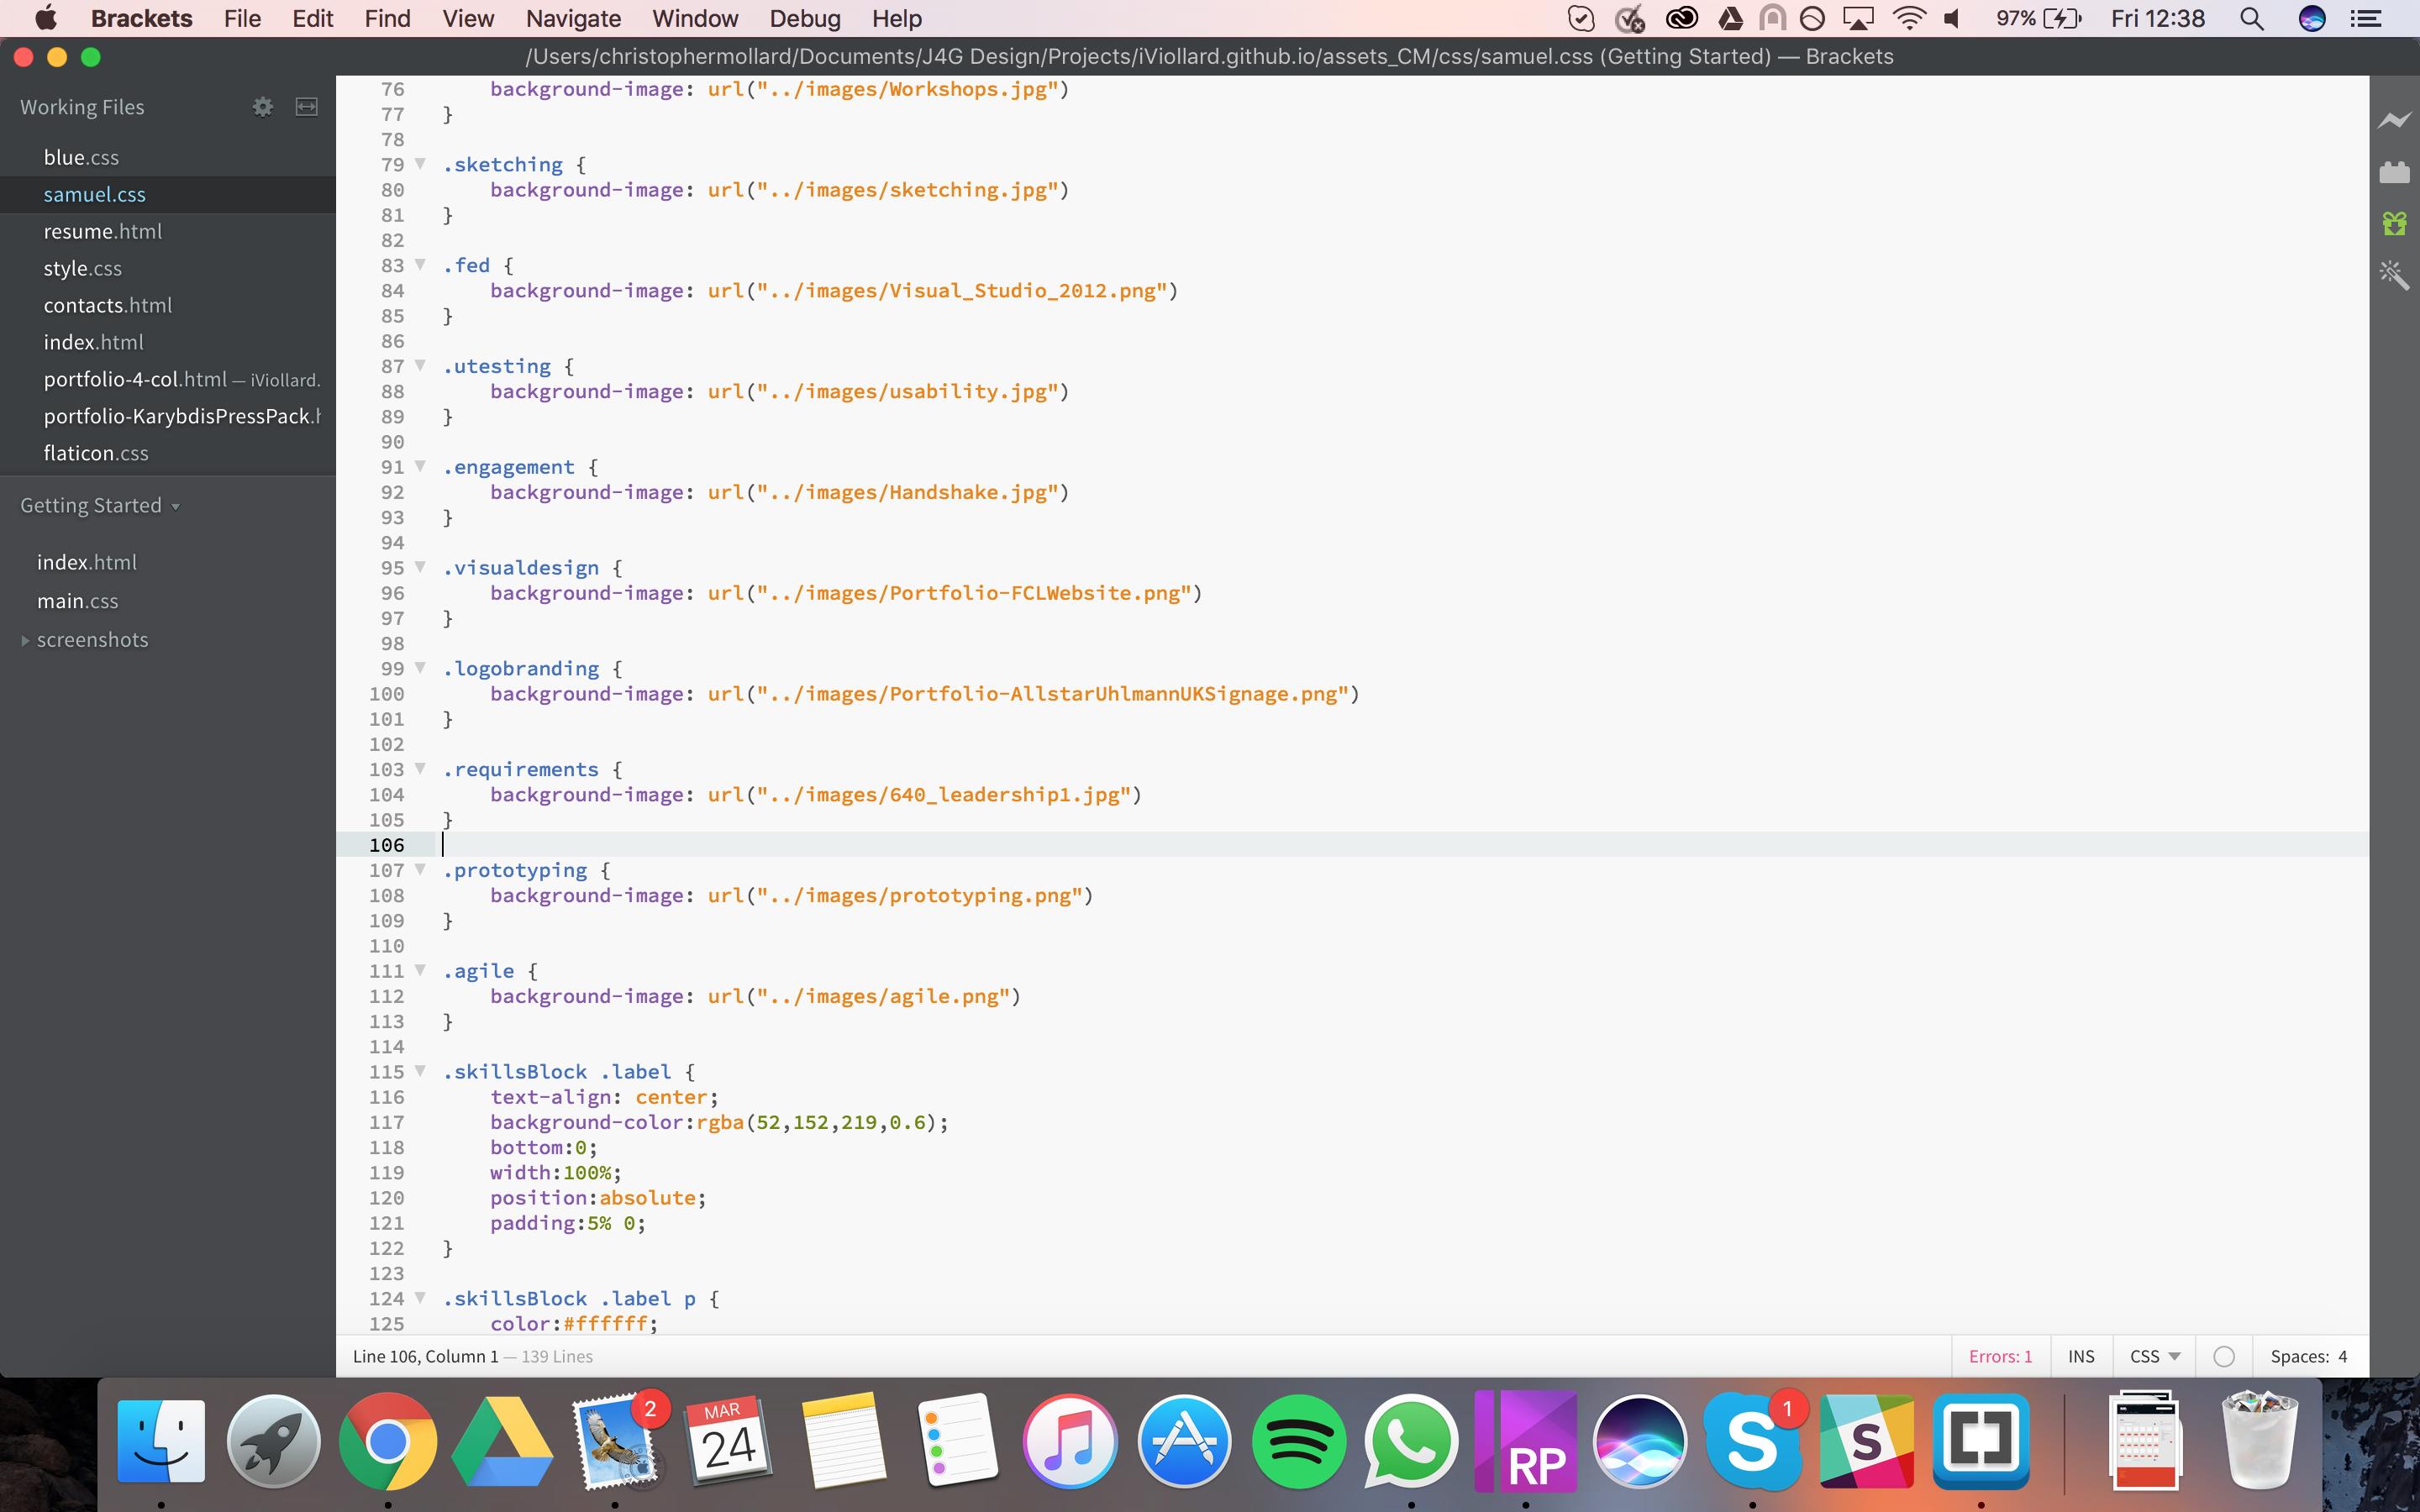 Brackets File Edit Find View Navigate Window Debug Help 97% Fri 12:38
/Users/christophermollard/Documents/J4G Design/Projects/iViollard.github.io/assets_CM/css/samuel.css (Getting Started) — Brackets
Working Files
blue.css
samuel.css
resume.html
style.css
contacts.html
index.html
portfolio-4-col.html — iViollard.
portfolio-KarybdisPressPack.h
flaticon.css
Getting Started
index.html
main.css
screenshots
76 background-image: url("../images/Workshops.jpg")
77 }
78
79 .sketching {
80 background-image: url("../images/sketching.jpg")
81 }
82
83 .fed {
84 background-image: url("../images/Visual_Studio_2012.png")
85 }
86
87 .utesting {
88 background-image: url("../images/usability.jpg")
89 }
90
91 .engagement {
92 background-image: url("../images/Handshake.jpg")
93 }
94
95 .visualdesign {
96 background-image: url("../images/Portfolio-FCLWebsite.png")
97 }
98
99 .logobranding {
100 background-image: url("../images/Portfolio-AllstarUhlmannUKSignage.png")
101 }
102
103 .requirements {
104 background-image: url("../images/640_leadership1.jpg")
105 }
106
107 .prototyping {
108 background-image: url("../images/prototyping.png")
109 }
110
111 .agile {
112 background-image: url("../images/agile.png")
113 }
114
115 .skillsBlock .label {
116 text-align: center;
117 background-color:rgba(52,152,219,0.6);
118 bottom:0;
119 width:100%;
120 position:absolute;
121 padding:5% 0;
122 }
123
124 .skillsBlock .label p {
125 color:#ffffff;
Line 106, Column 1 — 139 Lines
Errors: 1 INS CSS Spaces: 4
2
MAR
24
RP
S
1
S